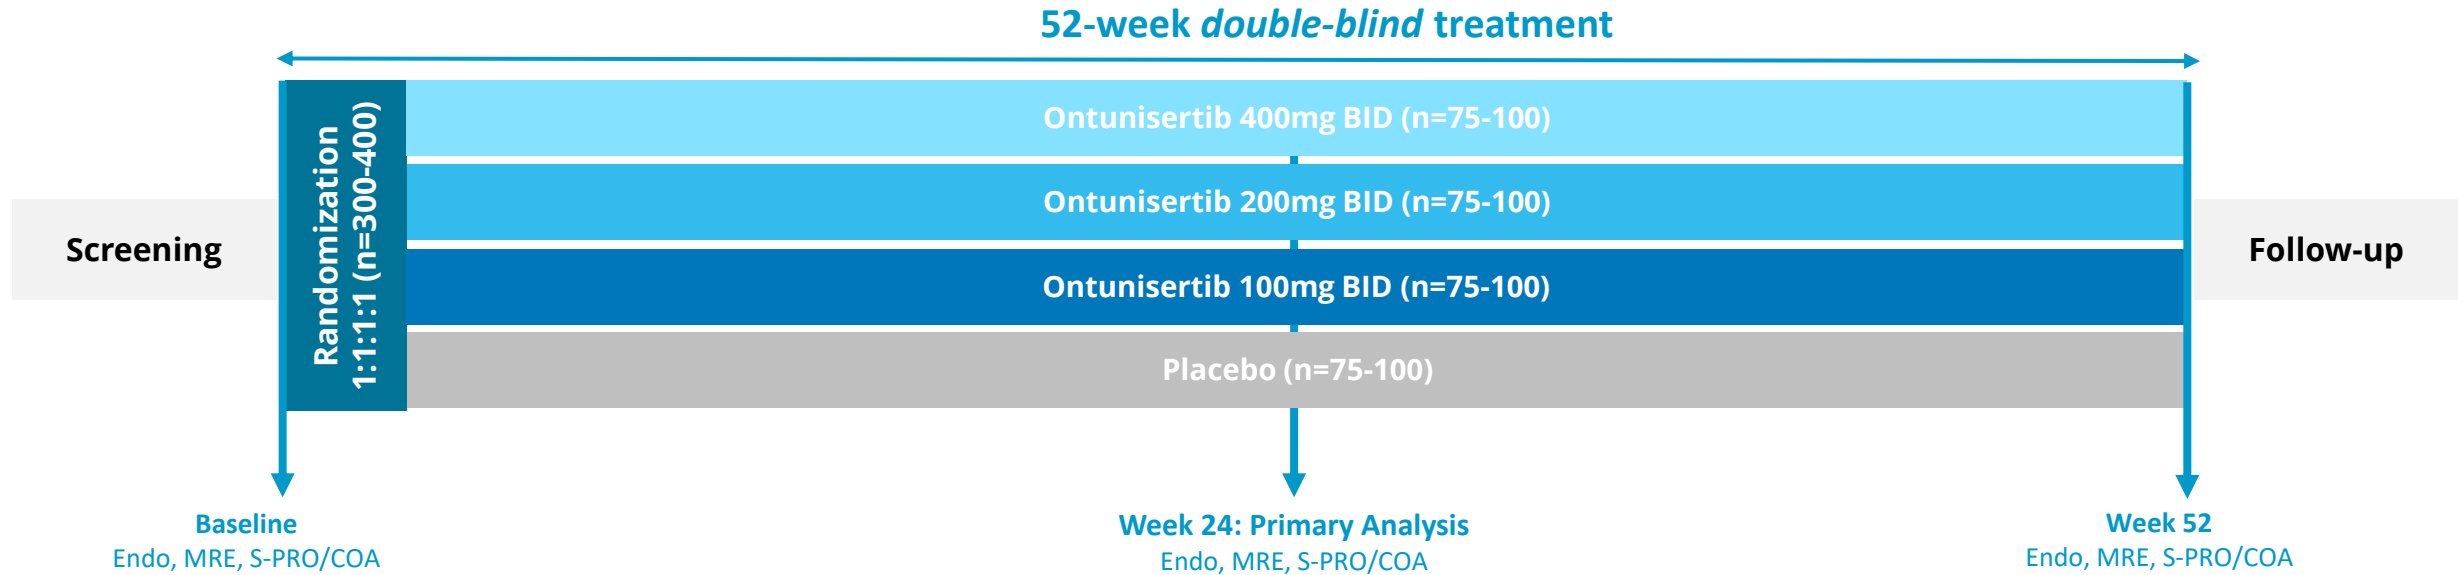 52-week double-blind treatment
Screening
Randomization
1:1:1:1 (n=300-400)
Ontunisertib 400mg BID (n=75-100)
Ontunisertib 200mg BID (n=75-100)
Ontunisertib 100mg BID (n=75-100)
Placebo (n=75-100)
Follow-up
Baseline
Endo, MRE, S-PRO/COA
Week 24: Primary Analysis
Endo, MRE, S-PRO/COA
Week 52
Endo, MRE, S-PRO/COA